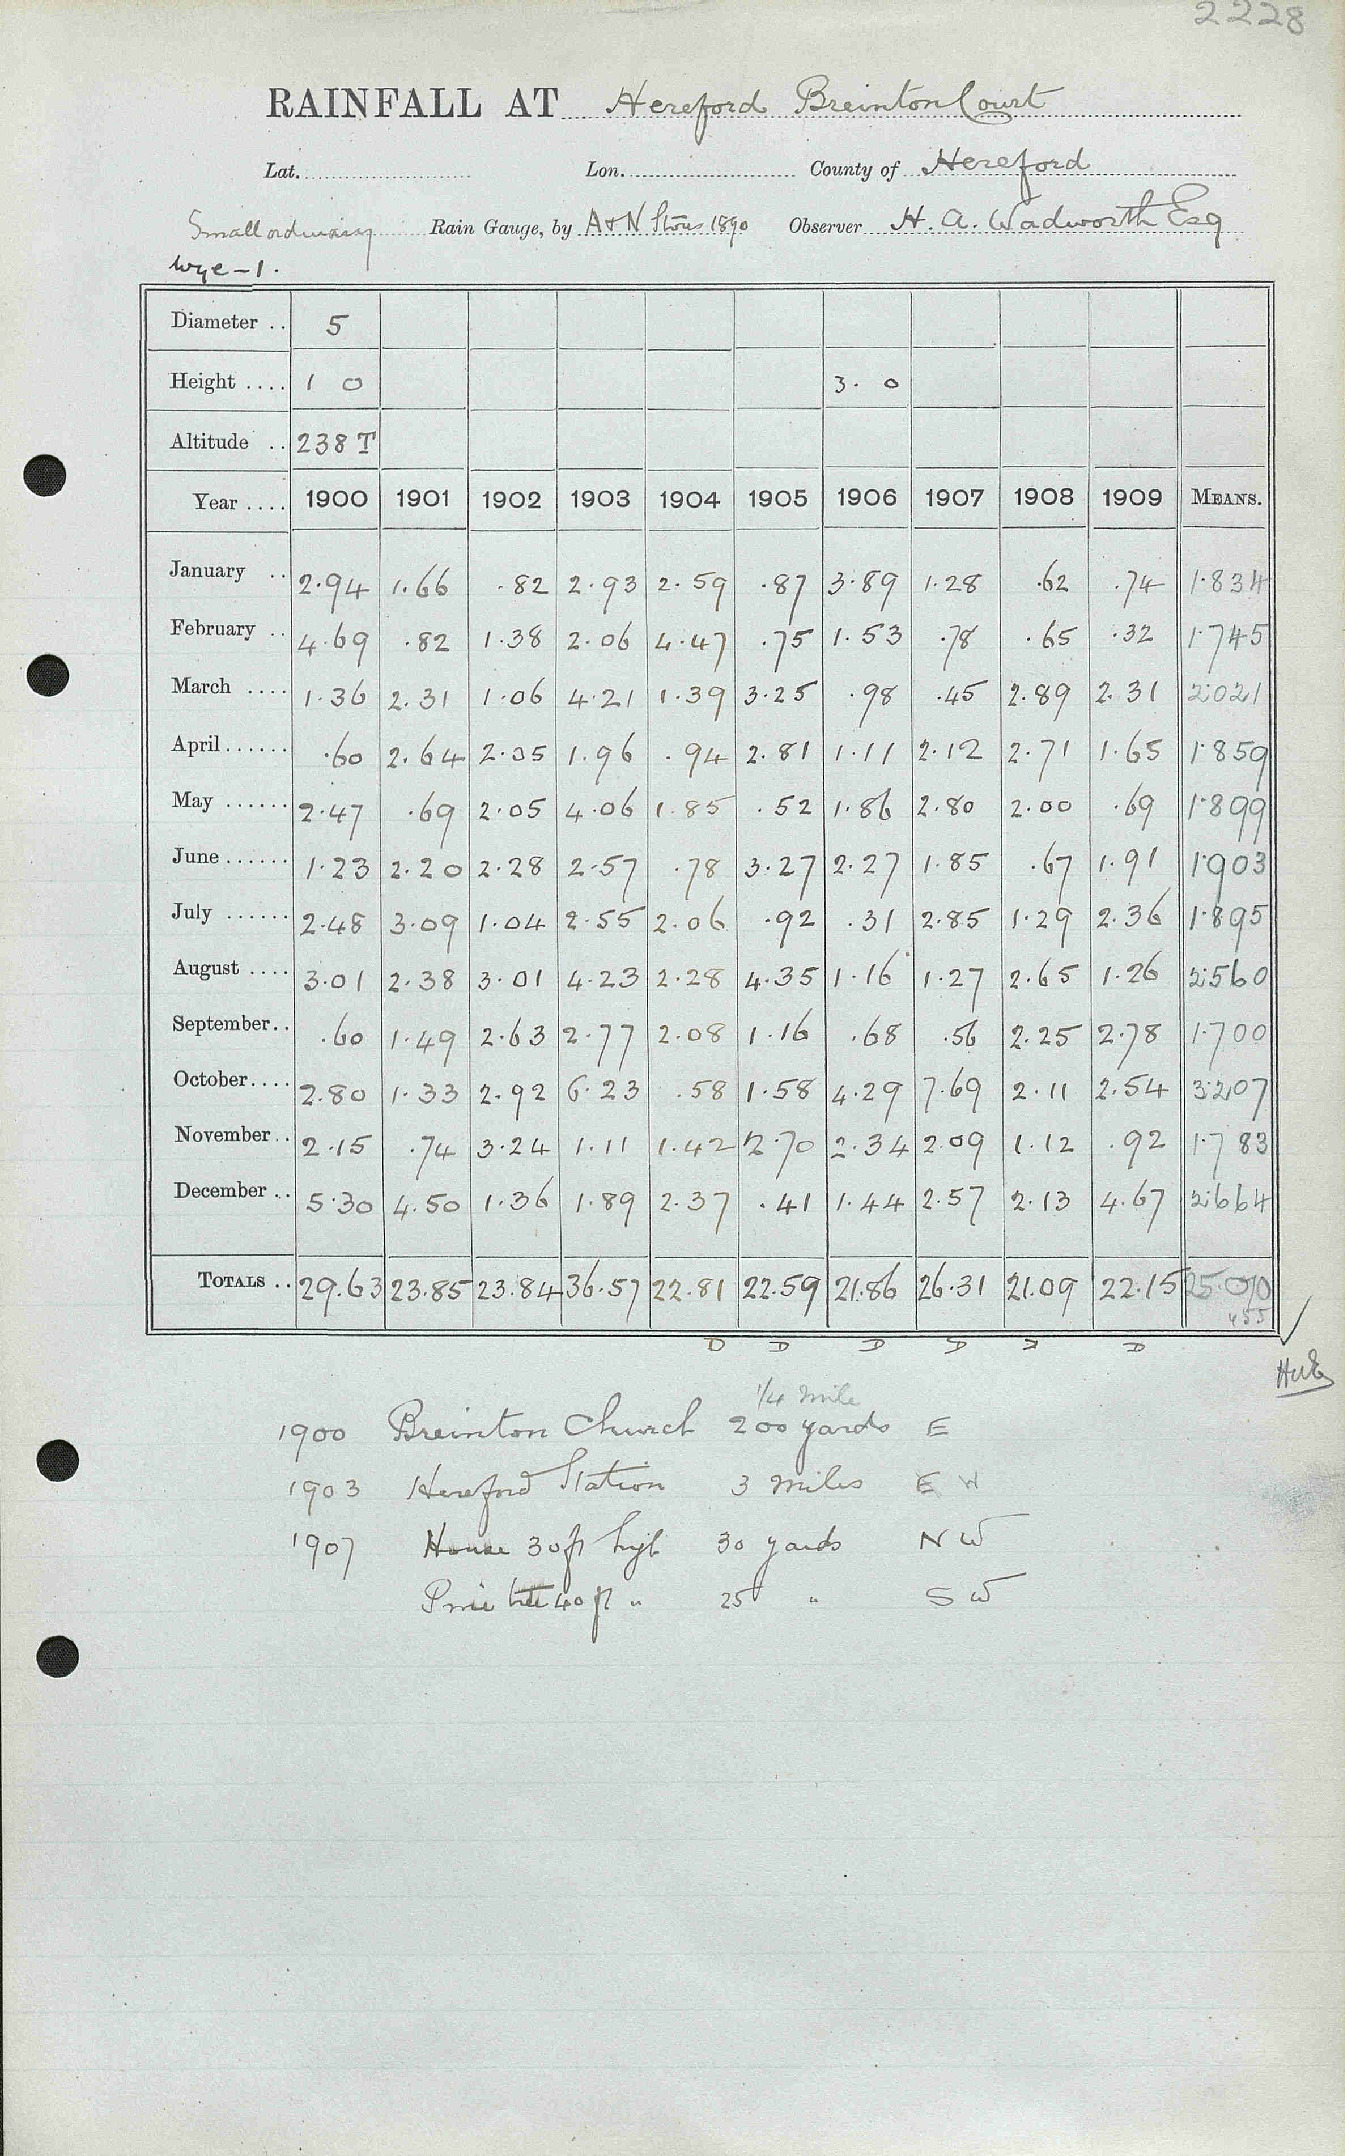 2228
RAINFALL AT Hereford Breinton Court
Lat. Lon. County of Hereford
Small ordinary Rain Gauge, by A & N Stores 1890 Observer H. A. Wadworth Esq
Wye - 1.
Diameter .. 5
Height .... 1 0 3. 0
Altitude .. 238 T
Year .... 1900 1901 1902 1903 1904 1905 1906 1907 1908 1909 MEANS.
January .. 2.94 1.66 .82 2.93 2.59 .87 3.89 1.28 .62 .74 1.834
February .. 4.69 .82 1.38 2.06 4.47 .75 1.53 .78 .65 .32 1.745
March .... 1.36 2.31 1.06 4.21 1.39 3.25 .98 .45 2.89 2.31 2.021
April ...... .60 2.64 2.05 1.96 .94 2.81 1.11 2.12 2.71 1.65 1.859
May ...... 2.47 .69 2.05 4.06 1.85 .52 1.86 2.80 2.00 .69 1.899
June ...... 1.23 2.20 2.28 2.57 .78 3.27 2.27 1.85 .67 1.91 1.903
July ...... 2.48 3.09 1.04 2.55 2.06 .92 .31 2.85 1.29 2.36 1.895
August .... 3.01 2.38 3.01 4.23 2.28 4.35 1.16 1.27 2.65 1.26 2.560
September.. .60 1.49 2.63 2.77 2.08 1.16 .68 .56 2.25 2.78 1.700
October.... 2.80 1.33 2.92 6.23 .58 1.58 4.29 7.69 2.11 2.54 3.207
November.. 2.15 .74 3.24 1.11 1.42 2.70 2.34 2.09 1.12 .92 1.783
December .. 5.30 4.50 1.36 1.89 2.37 .41 1.44 2.57 2.13 4.67 2.664
TOTALS .. 29.63 23.85 23.84 36.57 22.81 22.59 21.86 26.31 21.09 22.15 25.070
D D D D D D
1/4 mile
1900 Breinton Church 200 yards E
1903 Hereford Station 3 miles E
1907 House 30 ft high 30 yards N W
Pine tree 40 ft " 25 " S W